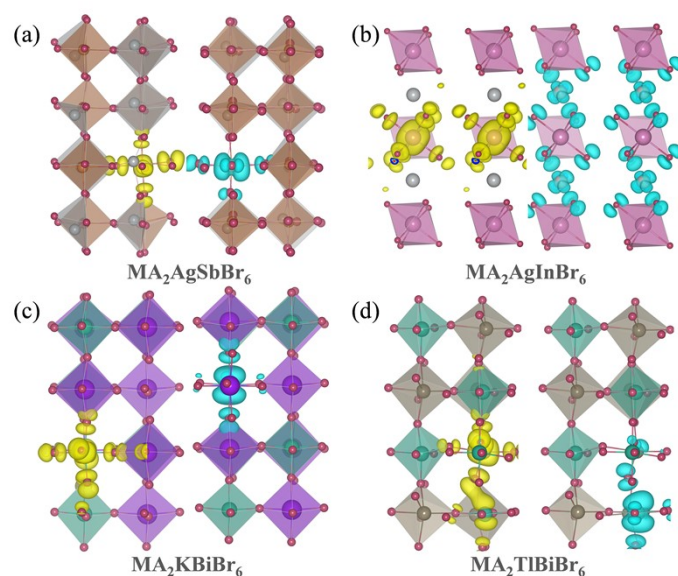 (a)
(b)
MA₂AgSbBr₆
MA₂AgInBr₆
(c)
(d)
MA₂KBiBr₆
MA₂TlBiBr₆